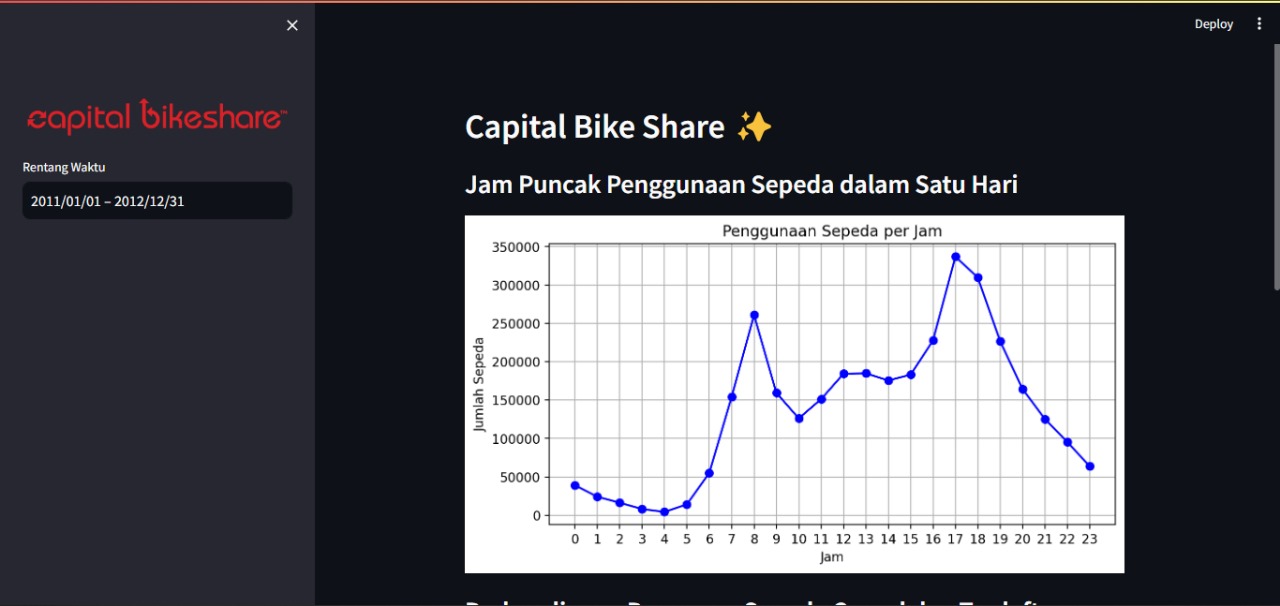 Deploy
capital bikeshare™
Rentang Waktu
2011/01/01 – 2012/12/31
Capital Bike Share ✨
Jam Puncak Penggunaan Sepeda dalam Satu Hari
Penggunaan Sepeda per Jam
350000
300000
250000
200000
150000
100000
50000
0
Jumlah Sepeda
0 1 2 3 4 5 6 7 8 9 10 11 12 13 14 15 16 17 18 19 20 21 22 23
Jam